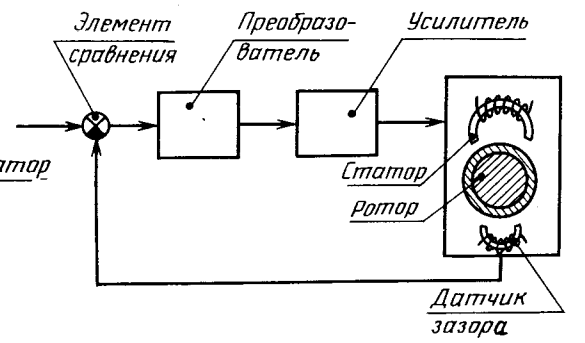 Элемент
сравнения
Преобразо-
ватель
Усилитель
Статор
Ротор
Датчик
зазора